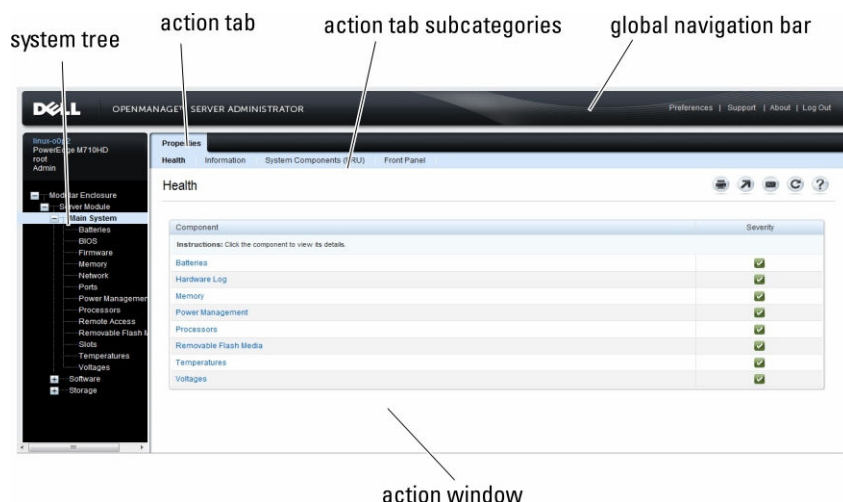 system tree
action tab
action tab subcategories
global navigation bar
DELL
OPENMANAGE™ SERVER ADMINISTRATOR
Preferences | Support | About | Log Out
PowerEdge M710HD
root
Admin
Modular Enclosure
Server Module
Main System
Batteries
BIOS
Firmware
Memory
Network
Ports
Power Managemen
Processors
Remote Access
Removable Flash M
Slots
Temperatures
Voltages
Software
Storage
Properties
Health Information System Components (FRU) Front Panel
Health
?
Component Severity
Instructions: Click the component to view its details.
Batteries
Hardware Log
Memory
Power Management
Processors
Removable Flash Media
Temperatures
Voltages
action window